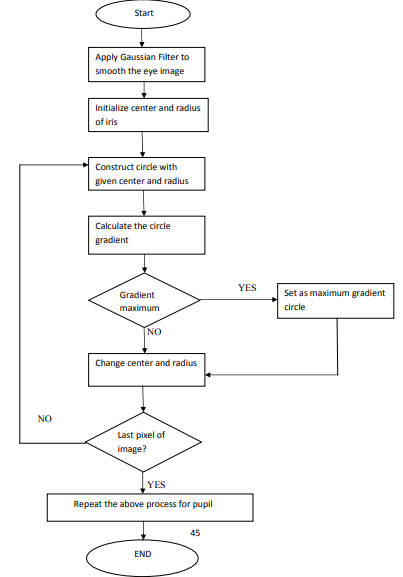 Start
Apply Gaussian Filter to
smooth the eye image
Initialize center and radius
of iris
Construct circle with
given center and radius
Calculate the circle
gradient
Gradient
maximum
YES
Set as maximum gradient
circle
NO
Change center and radius
Last pixel of
image?
NO
YES
Repeat the above process for pupil
45
END